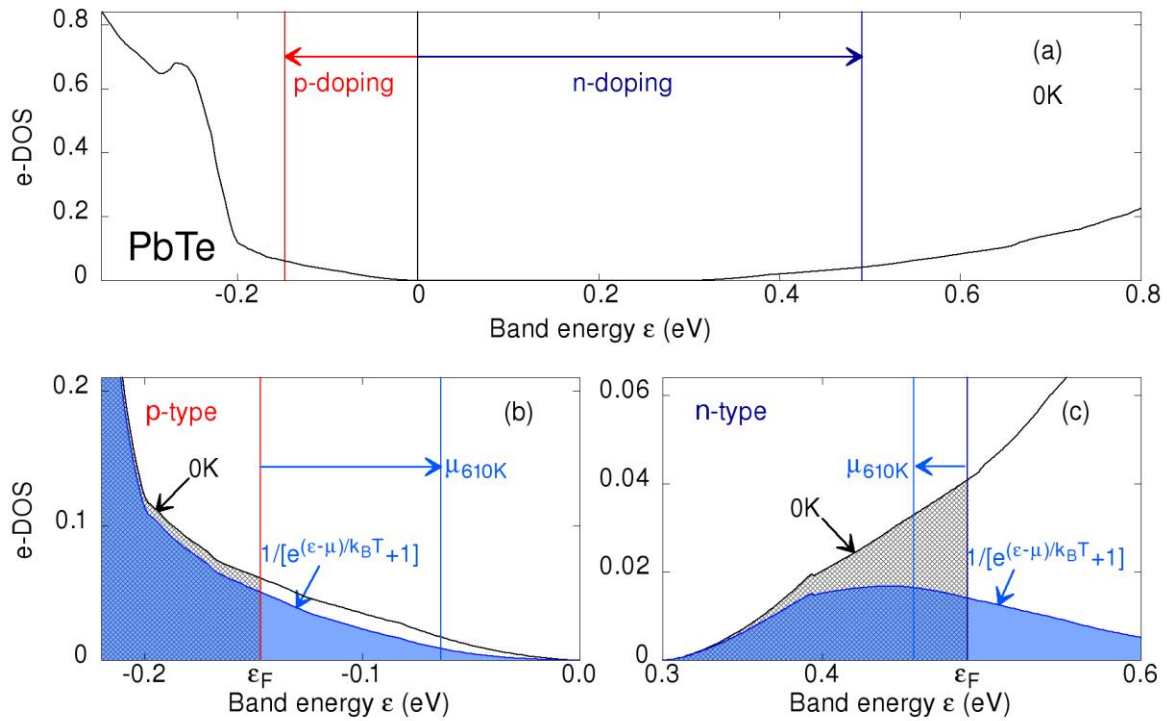 0.8
0.6
0.4
0.2
0
e-DOS
p-doping
n-doping
(a)
0K
PbTe
-0.2
0
0.2
0.4
0.6
0.8
Band energy ε (eV)
0.2
0.1
0
e-DOS
p-type
(b)
0K
μ610K
1/[e(ε-μ)/kBT+1]
-0.2
εF
-0.1
0.0
Band energy ε (eV)
0.06
0.04
0.02
0
n-type
(c)
μ610K
0K
1/[e(ε-μ)/kBT+1]
0.3
0.4
εF
0.6
Band energy ε (eV)